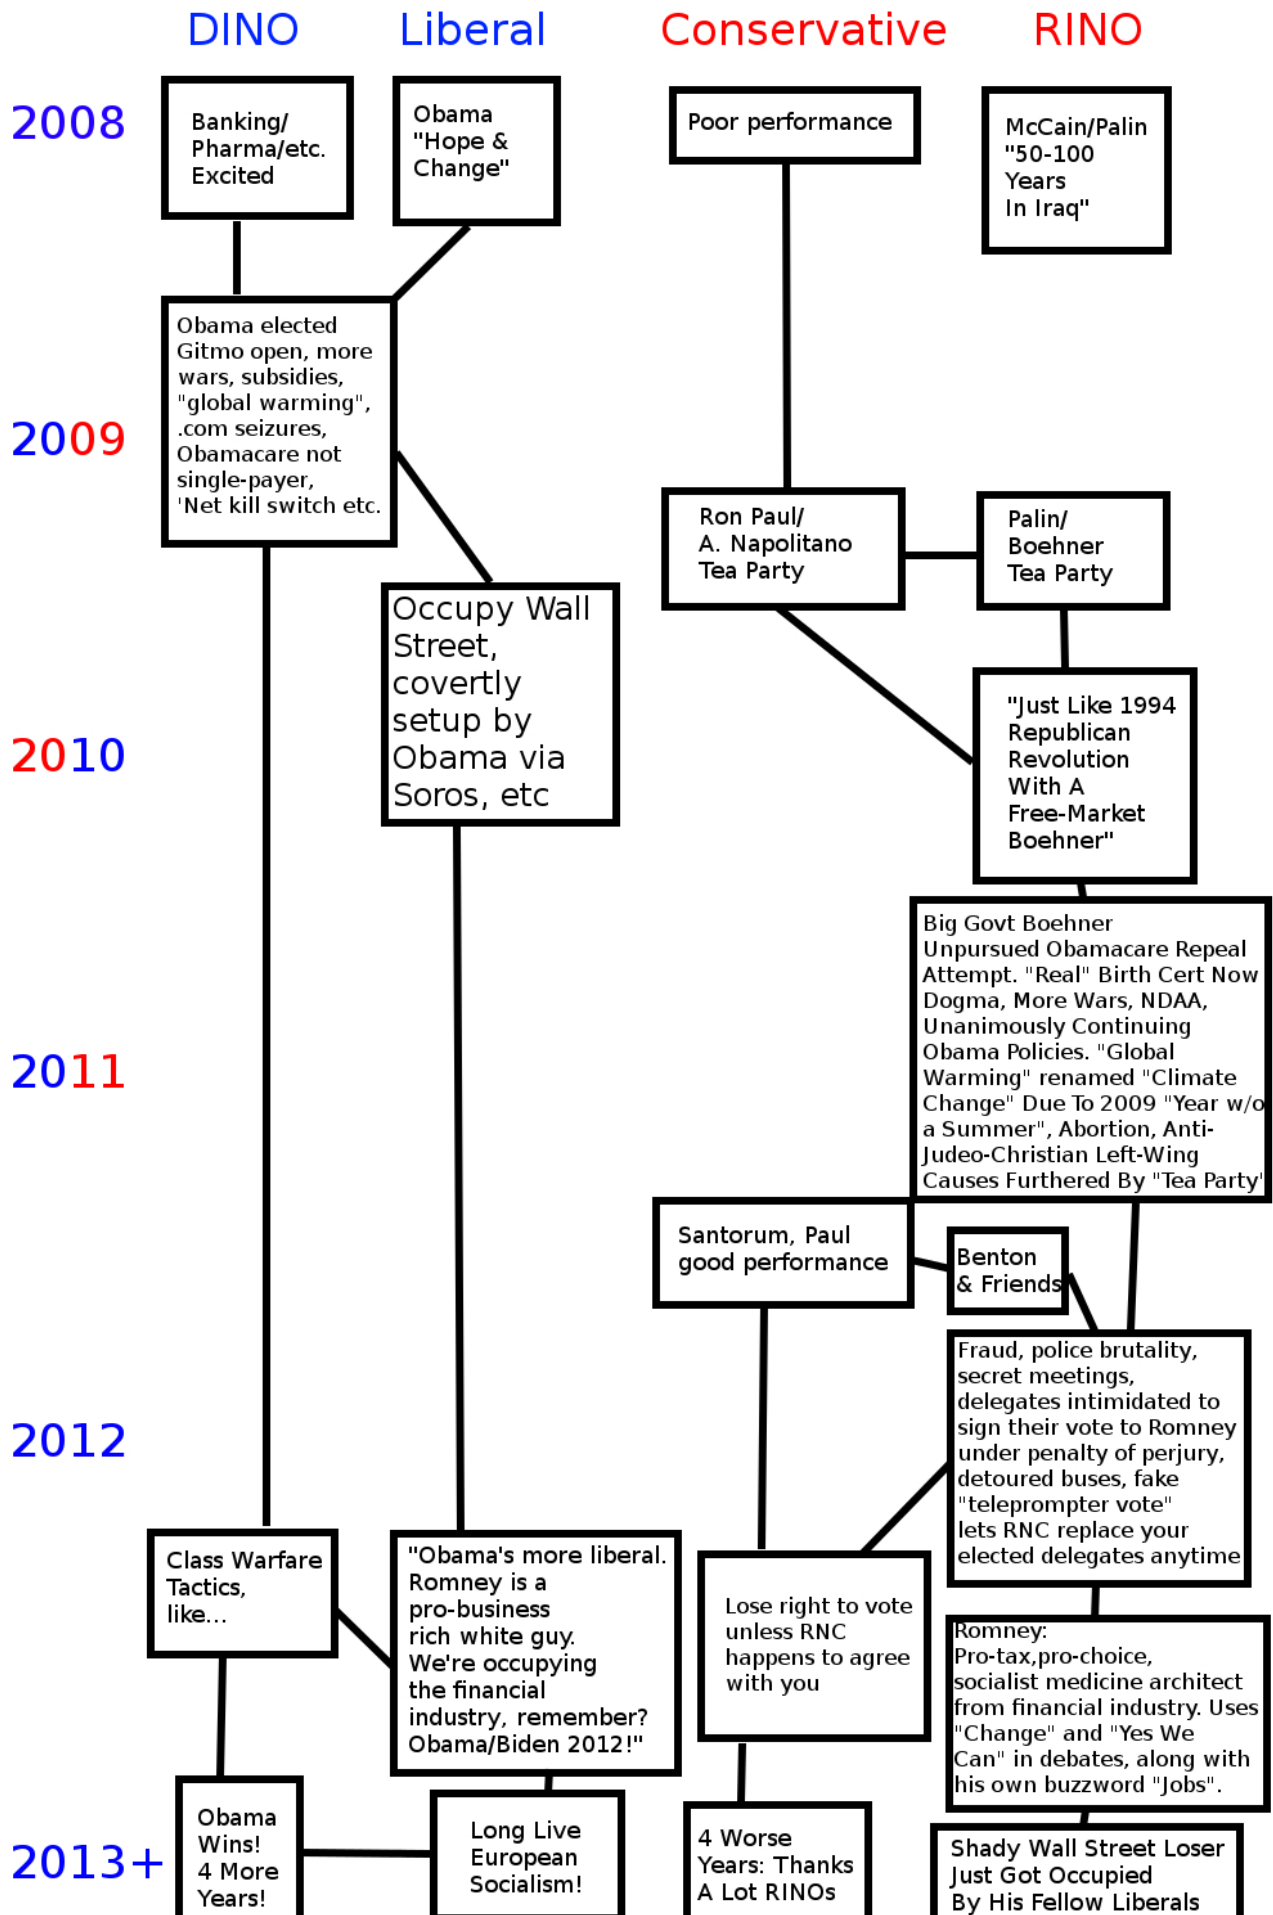 DINO
Liberal
Conservative
RINO
2008
Banking/
Pharma/etc.
Excited
Obama
"Hope &
Change"
Poor performance
McCain/Palin
"50-100
Years
In Iraq"
2009
Obama elected
Gitmo open, more
wars, subsidies,
"global warming",
.com seizures,
Obamacare not
single-payer,
'Net kill switch etc.
Ron Paul/
A. Napolitano
Tea Party
Palin/
Boehner
Tea Party
2010
Occupy Wall
Street,
covertly
setup by
Obama via
Soros, etc
"Just Like 1994
Republican
Revolution
With A
Free-Market
Boehner"
2011
Big Govt Boehner
Unpursued Obamacare Repeal
Attempt. "Real" Birth Cert Now
Dogma, More Wars, NDAA,
Unanimously Continuing
Obama Policies. "Global
Warming" renamed "Climate
Change" Due To 2009 "Year w/o
a Summer", Abortion, Anti-
Judeo-Christian Left-Wing
Causes Furthered By "Tea Party"
Santorum, Paul
good performance
Benton
& Friends
2012
Fraud, police brutality,
secret meetings,
delegates intimidated to
sign their vote to Romney
under penalty of perjury,
detoured buses, fake
"teleprompter vote"
lets RNC replace your
elected delegates anytime
Class Warfare
Tactics,
like...
"Obama's more liberal.
Romney is a
pro-business
rich white guy.
We're occupying
the financial
industry, remember?
Obama/Biden 2012!"
Lose right to vote
unless RNC
happens to agree
with you
Romney:
Pro-tax,pro-choice,
socialist medicine architect
from financial industry. Uses
"Change" and "Yes We
Can" in debates, along with
his own buzzword "Jobs".
2013+
Obama
Wins!
4 More
Years!
Long Live
European
Socialism!
4 Worse
Years: Thanks
A Lot RINOs
Shady Wall Street Loser
Just Got Occupied
By His Fellow Liberals